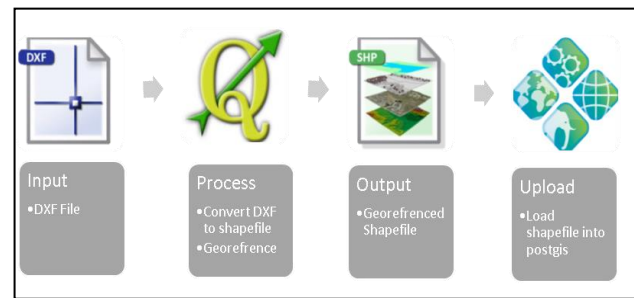 DXF
SHP
Input
•DXF File
Process
•Convert DXF
to shapefile
•Georefrence
Output
•Georefrenced
Shapefile
Upload
•Load
shapefile into
postgis